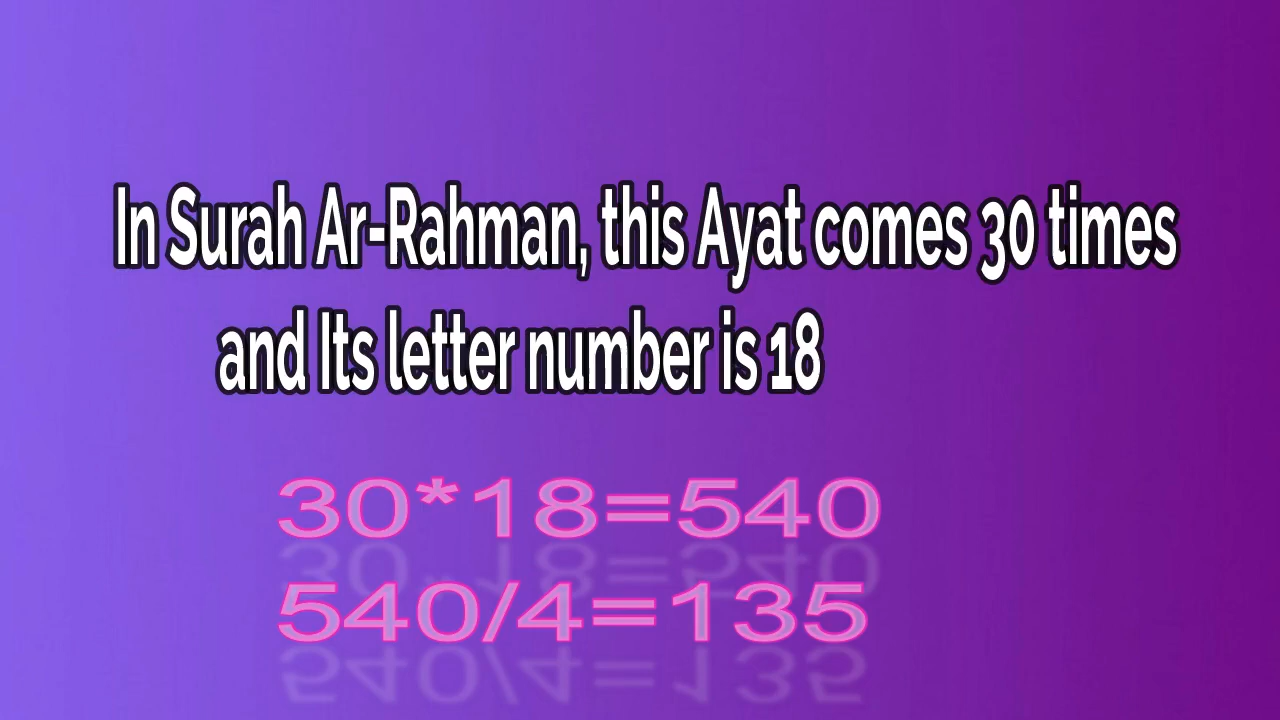 In Surah Ar-Rahman, this Ayat comes 30 times
and Its letter number is 18
30*18=540
540/4=135